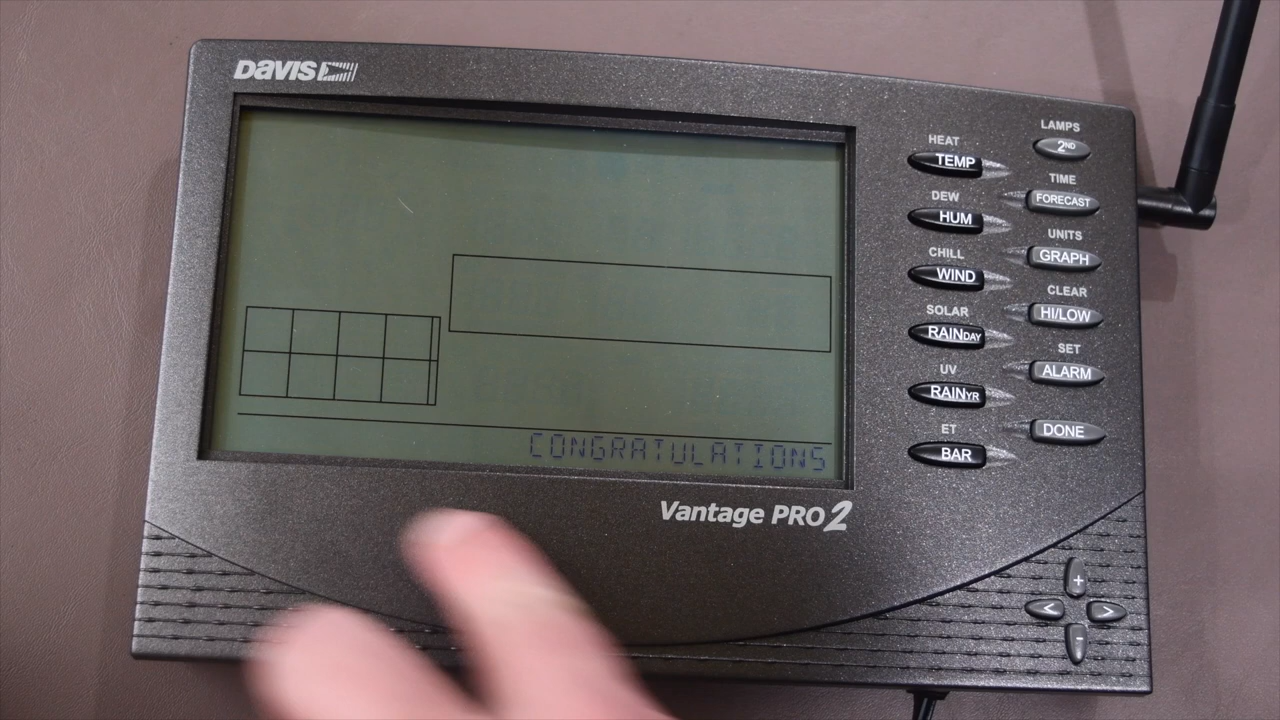 DAVIS
CONGRATULATIONS
Vantage PRO2
HEAT
TEMP
DEW
HUM
CHILL
WIND
SOLAR
RAINDAY
UV
RAINYR
ET
BAR
LAMPS
2ND
TIME
FORECAST
UNITS
GRAPH
CLEAR
HI/LOW
SET
ALARM
DONE
+
< >
-